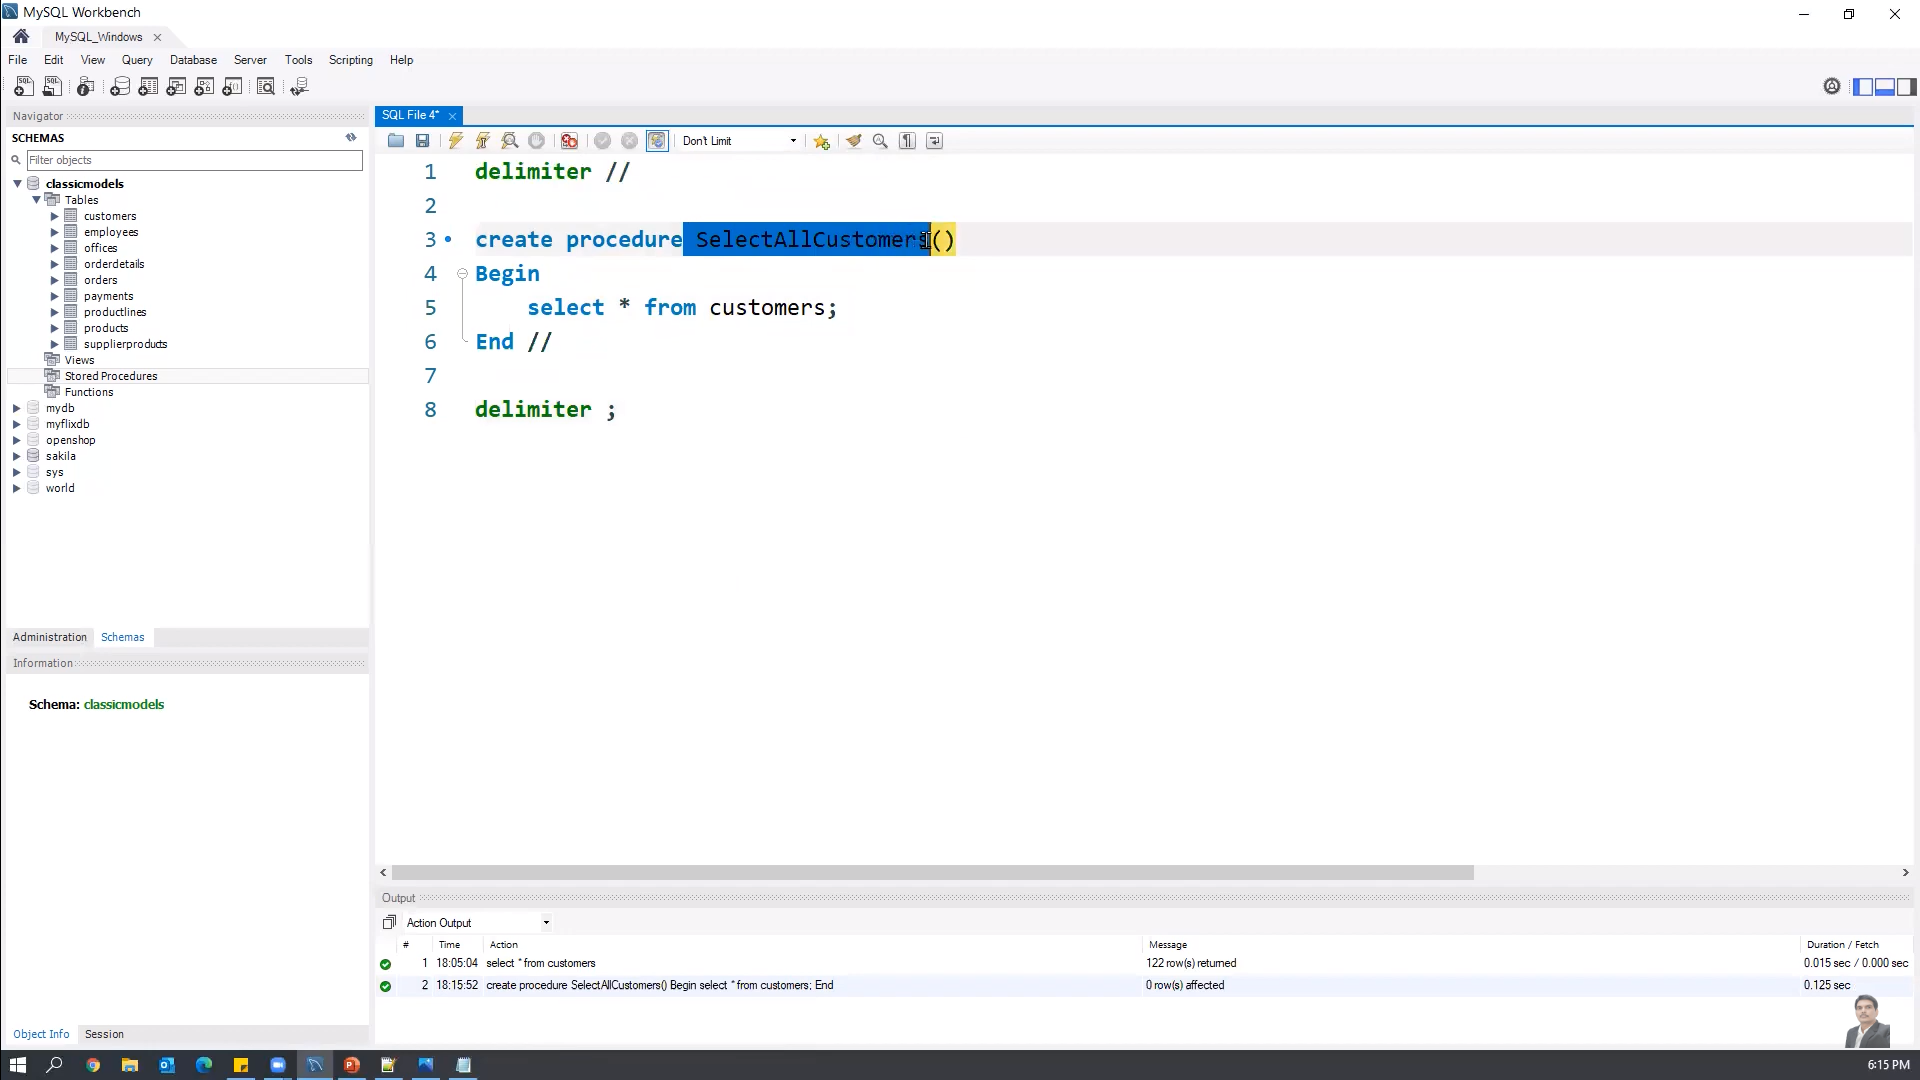 MySQL Workbench
MySQL_Windows
File Edit View Query Database Server Tools Scripting Help
Navigator
SCHEMAS
Filter objects
classicmodels
Tables
customers
employees
offices
orderdetails
orders
payments
productlines
products
supplierproducts
Views
Stored Procedures
Functions
mydb
myflixdb
openshop
sakila
sys
world
Administration Schemas
Information
Schema: classicmodels
Object Info Session
SQL File 4*
Don't Limit
1 delimiter //
2
3 create procedure SelectAllCustomers()
4 Begin
5 select * from customers;
6 End //
7
8 delimiter ;
Output
Action Output
# Time Action Message Duration / Fetch
1 18:05:04 select * from customers 122 row(s) returned 0.015 sec / 0.000 sec
2 18:15:52 create procedure SelectAllCustomers() Begin select * from customers; End 0 row(s) affected 0.125 sec
6:15 PM